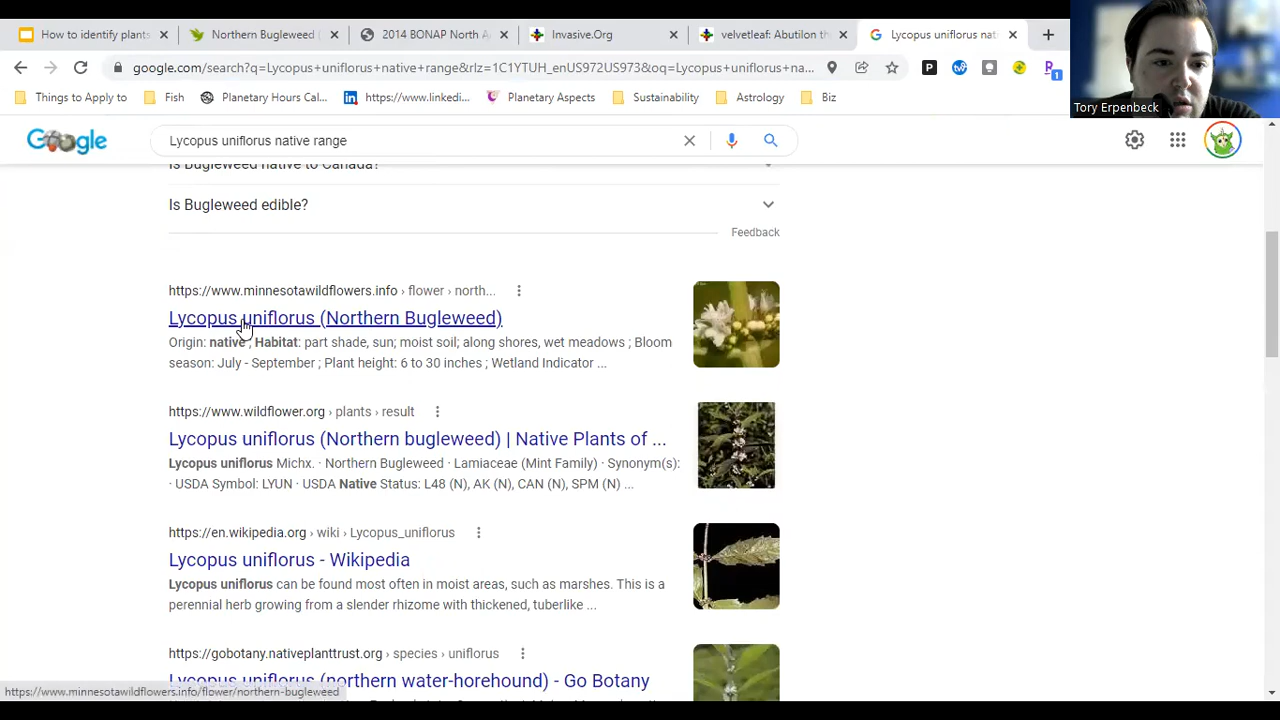 How to identify plants
Northern Bugleweed (
2014 BONAP North A
Invasive.Org
velvetleaf: Abutilon th
Lycopus uniflorus nat
google.com/search?q=Lycopus+uniflorus+native+range&rlz=1C1YTUH_enUS972US973&oq=Lycopus+uniflorus+na...
Things to Apply to
Fish
Planetary Hours Cal...
https://www.linkedi...
Planetary Aspects
Sustainability
Astrology
Biz
Tory Erpenbeck
Google
Lycopus uniflorus native range
Is Bugleweed native to Canada?
Is Bugleweed edible?
Feedback
https://www.minnesotawildflowers.info › flower › north...
Lycopus uniflorus (Northern Bugleweed)
Origin: native ; Habitat: part shade, sun; moist soil; along shores, wet meadows ; Bloom
season: July - September ; Plant height: 6 to 30 inches ; Wetland Indicator ...
https://www.wildflower.org › plants › result
Lycopus uniflorus (Northern bugleweed) | Native Plants of ...
Lycopus uniflorus Michx. · Northern Bugleweed · Lamiaceae (Mint Family) · Synonym(s):
· USDA Symbol: LYUN · USDA Native Status: L48 (N), AK (N), CAN (N), SPM (N) ...
https://en.wikipedia.org › wiki › Lycopus_uniflorus
Lycopus uniflorus - Wikipedia
Lycopus uniflorus can be found most often in moist areas, such as marshes. This is a
perennial herb growing from a slender rhizome with thickened, tuberlike ...
https://gobotany.nativeplanttrust.org › species › uniflorus
Lycopus uniflorus (northern water-horehound) - Go Botany
https://www.minnesotawildflowers.info/flower/northern-bugleweed